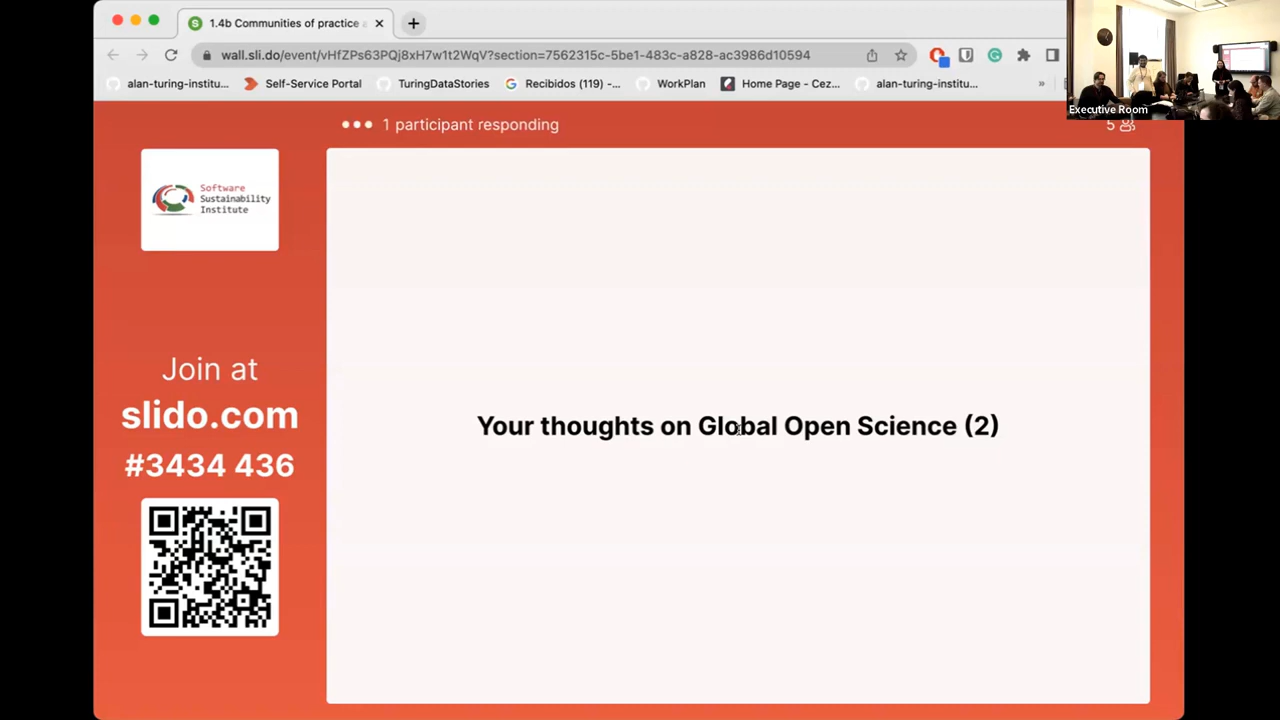 1.4b Communities of practice
wall.sli.do/event/vHfZPs63PQj8xH7w1t2WqV?section=7562315c-5be1-483c-a828-ac3986d10594
alan-turing-institu...
Self-Service Portal
TuringDataStories
Recibidos (119) -...
WorkPlan
Home Page - Cez...
alan-turing-institu...
»
Executive Room
1 participant responding
5
Software
Sustainability
Institute
Join at
slido.com
#3434 436
Your thoughts on Global Open Science (2)